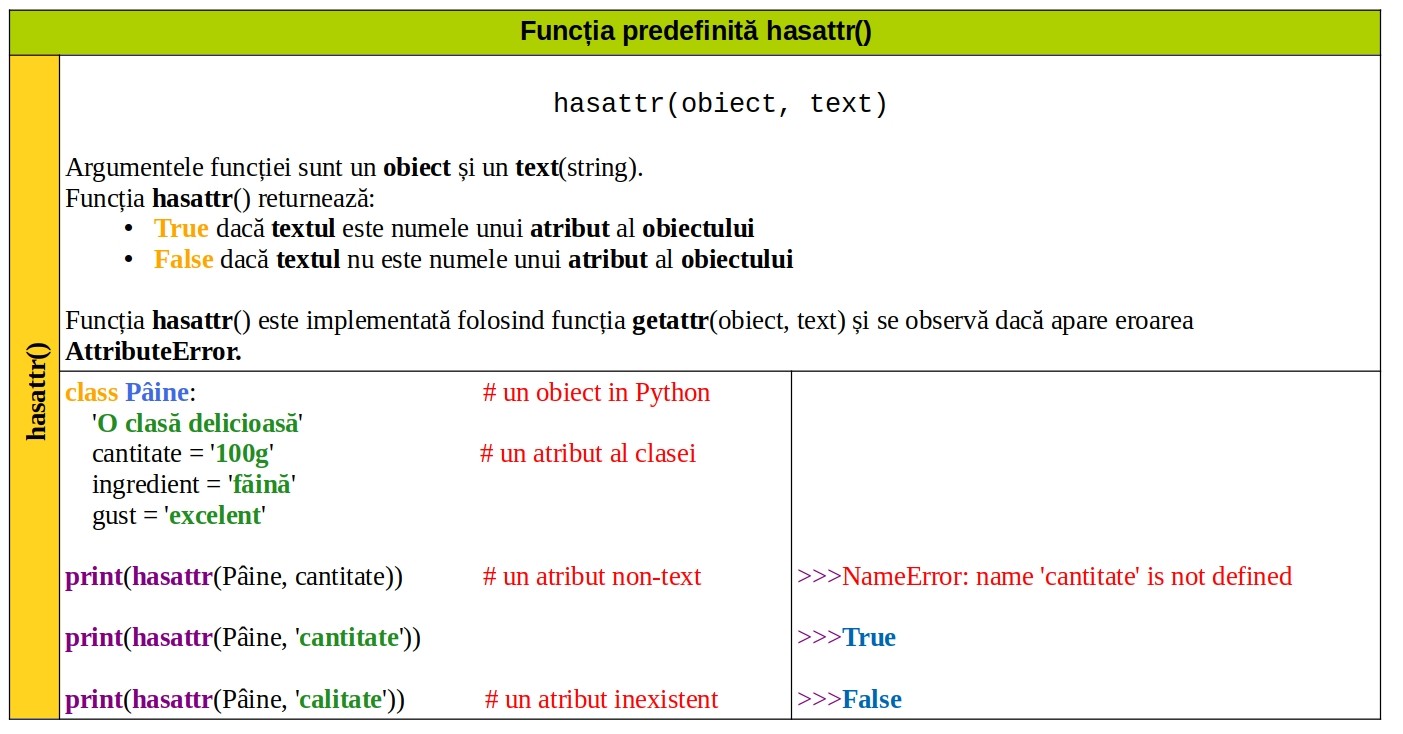 Funcția predefinită hasattr()
hasattr()
hasattr(obiect, text)
Argumentele funcției sunt un obiect și un text(string).
Funcția hasattr() returnează:
• True dacă textul este numele unui atribut al obiectului
• False dacă textul nu este numele unui atribut al obiectului
Funcția hasattr() este implementată folosind funcția getattr(obiect, text) și se observă dacă apare eroarea
AttributeError.
class Pâine: # un obiect in Python
'O clasă delicioasă'
cantitate = '100g' # un atribut al clasei
ingredient = 'făină'
gust = 'excelent'
print(hasattr(Pâine, cantitate)) # un atribut non-text >>>NameError: name 'cantitate' is not defined
print(hasattr(Pâine, 'cantitate')) >>>True
print(hasattr(Pâine, 'calitate')) # un atribut inexistent >>>False